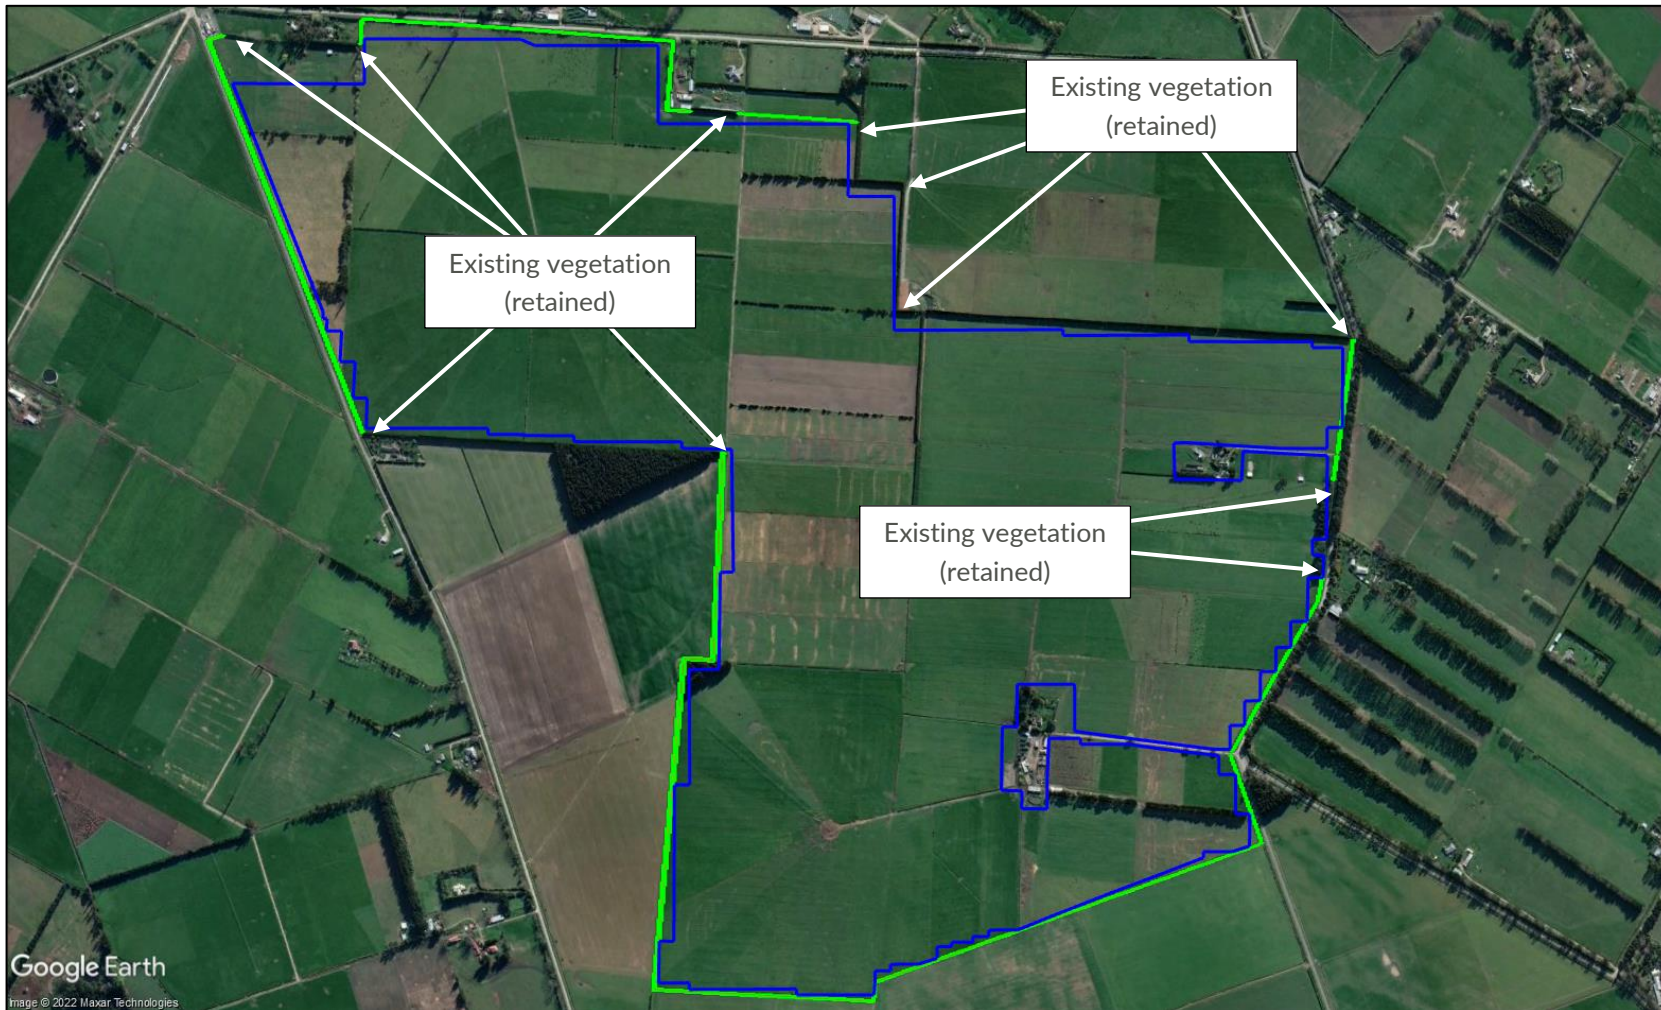 Existing vegetation
(retained)
Existing vegetation
(retained)
Existing vegetation
(retained)
Google Earth
Image © 2022 Maxar Technologies